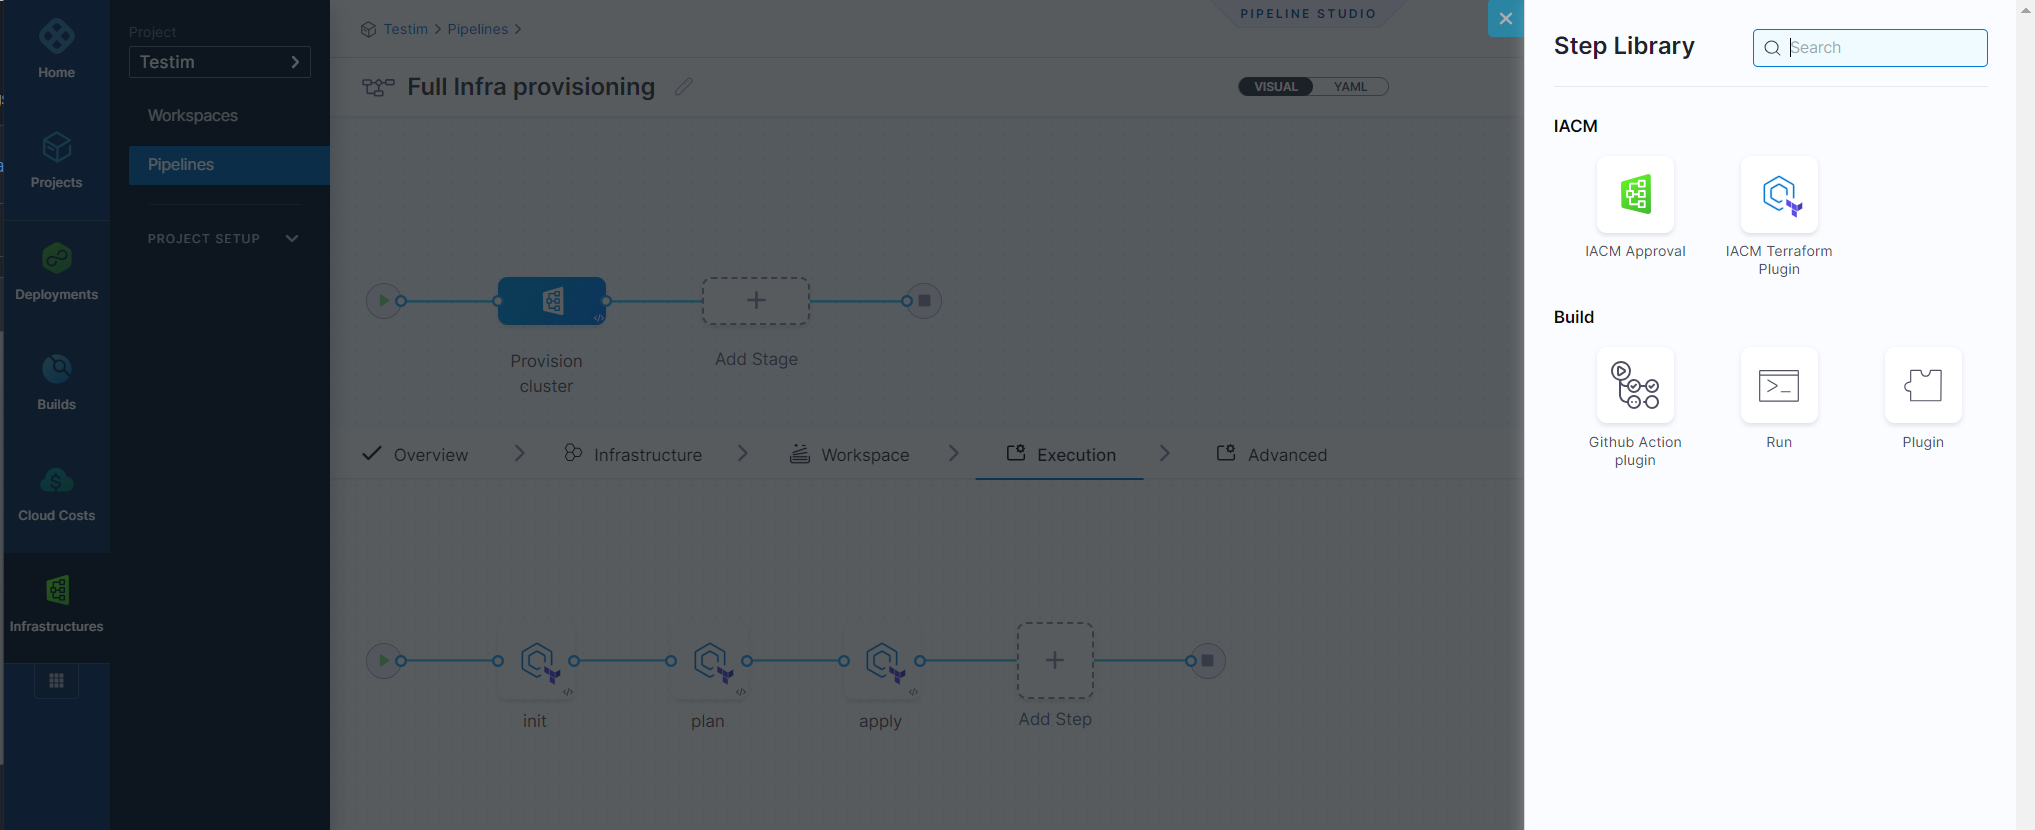 Home
Projects
Deployments
Builds
Cloud Costs
Infrastructures
Project
Testim
Workspaces
Pipelines
PROJECT SETUP
Testim > Pipelines >
PIPELINE STUDIO
Full Infra provisioning
VISUAL
YAML
Provision
cluster
Add Stage
Overview
Infrastructure
Workspace
Execution
Advanced
init
plan
apply
Add Step
Step Library
Search
IACM
IACM Approval
IACM Terraform
Plugin
Build
Github Action
plugin
Run
Plugin